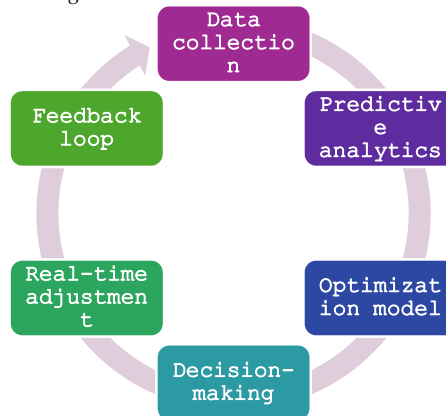 Data
collectio
n
Predictiv
e
analytics
Optimizat
ion model
Decision-
making
Real-time
adjustmen
t
Feedback
loop